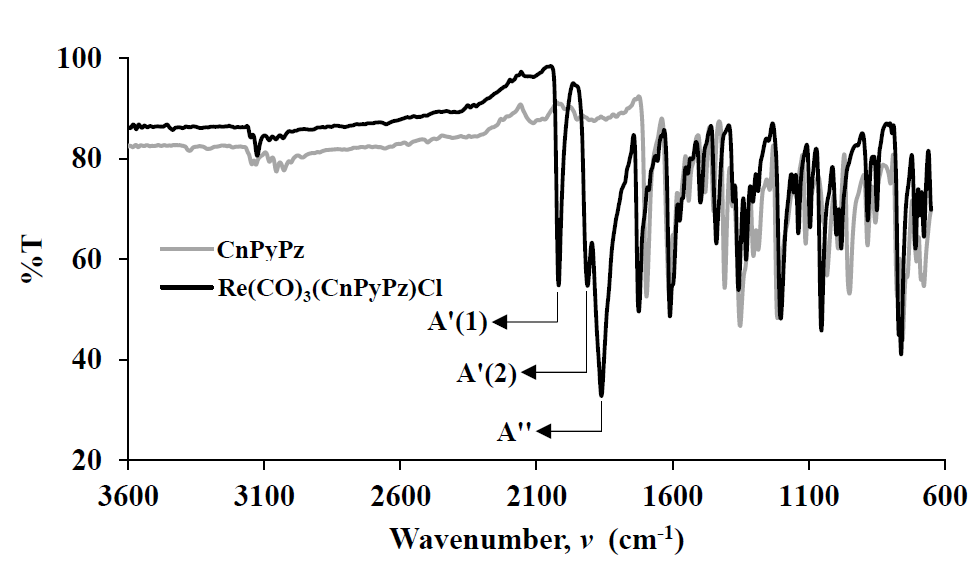 100
80
60
40
20
%T
CnPyPz
Re(CO)₃(CnPyPz)Cl
A'(1)
A'(2)
A''
3600 3100 2600 2100 1600 1100 600
Wavenumber, ν (cm⁻¹)